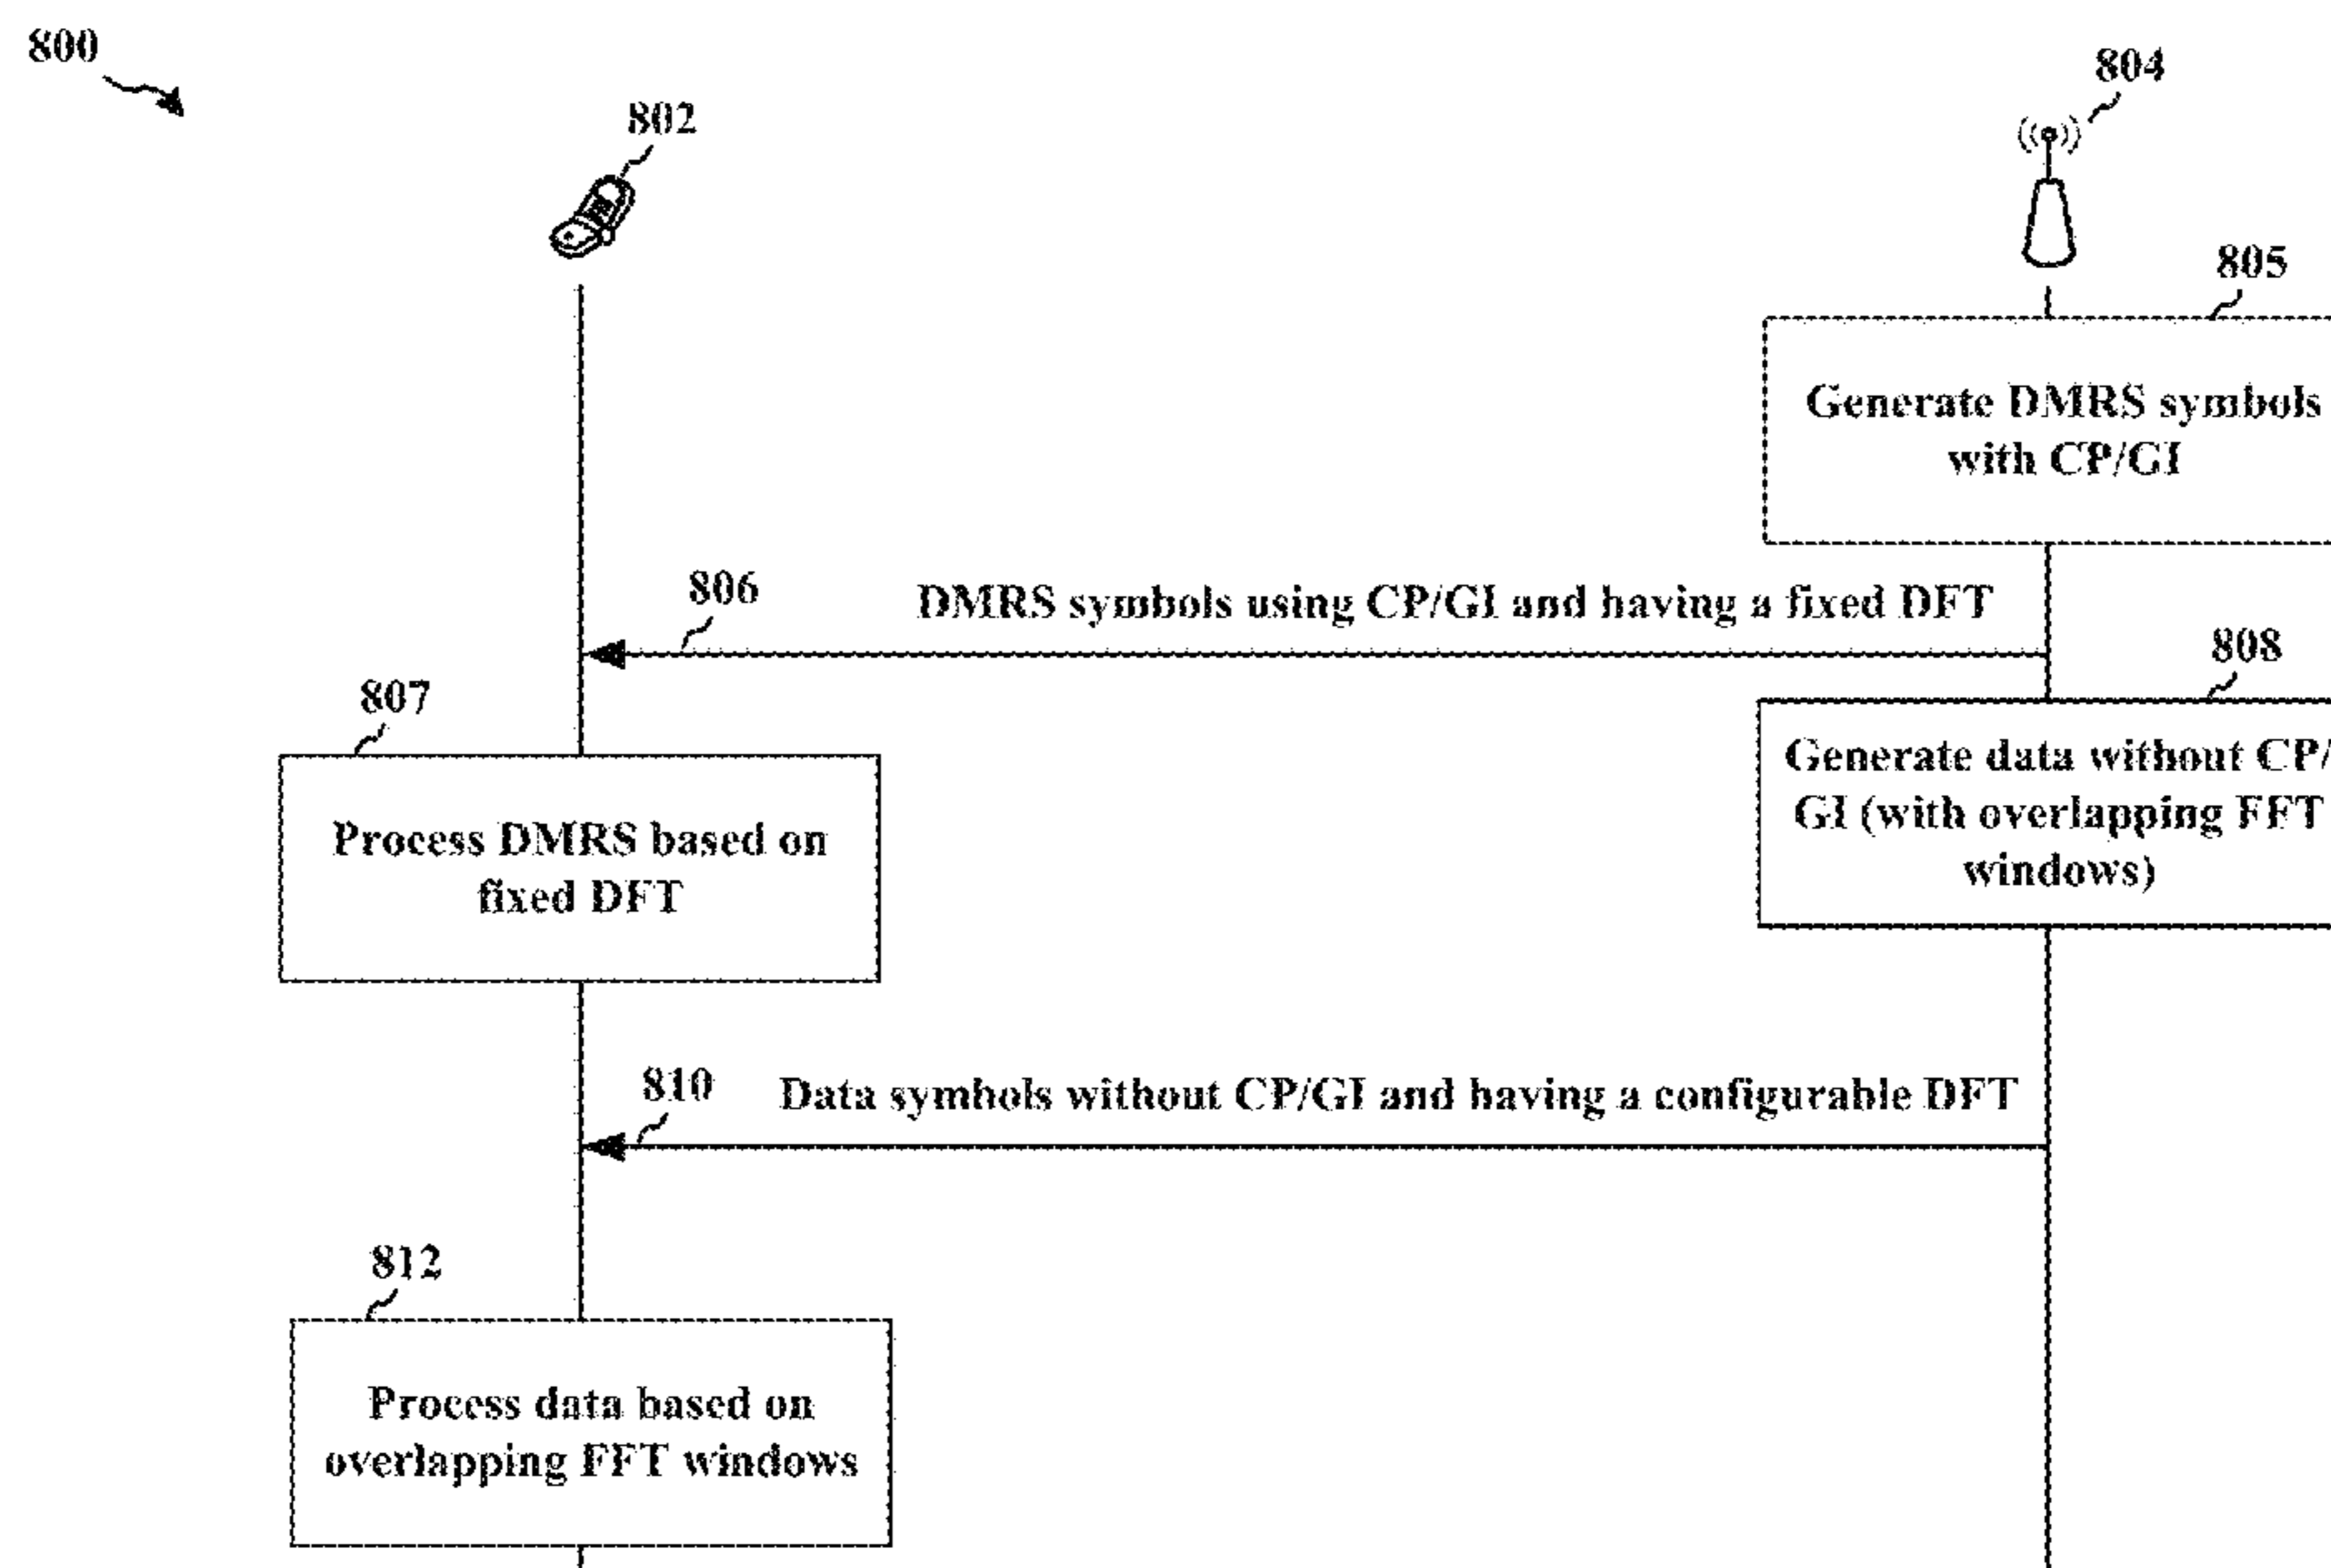 800
804
802
805
Generate DMRS symbols
with CP/GI
806
DMRS symbols using CP/GI and having a fixed DFT
808
807
Generate data without CP/
GI (with overlapping FFT
windows)
Process DMRS based on
fixed DFT
810
Data symbols without CP/GI and having a configurable DFT
812
Process data based on
overlapping FFT windows